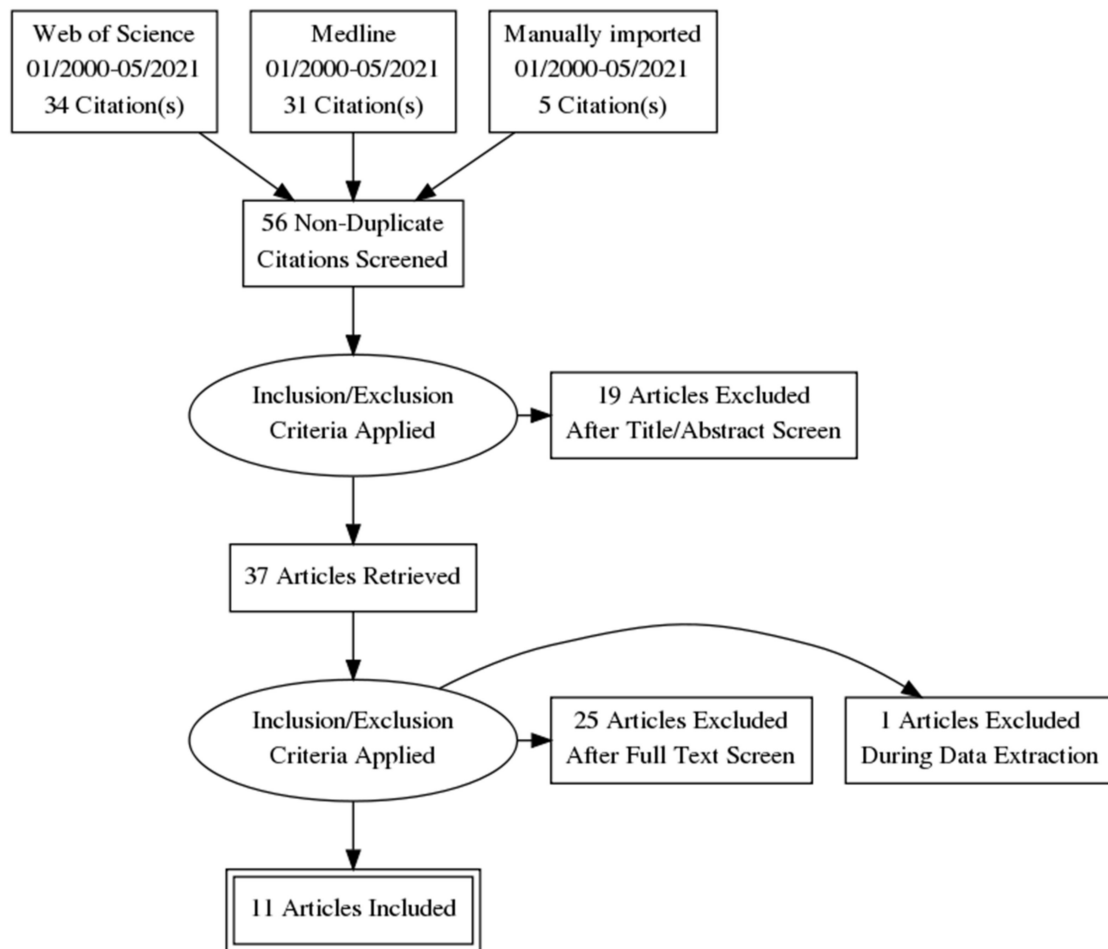 Web of Science
01/2000-05/2021
34 Citation(s)
Medline
01/2000-05/2021
31 Citation(s)
Manually imported
01/2000-05/2021
5 Citation(s)
56 Non-Duplicate
Citations Screened
Inclusion/Exclusion
Criteria Applied
19 Articles Excluded
After Title/Abstract Screen
37 Articles Retrieved
Inclusion/Exclusion
Criteria Applied
25 Articles Excluded
After Full Text Screen
1 Articles Excluded
During Data Extraction
11 Articles Included